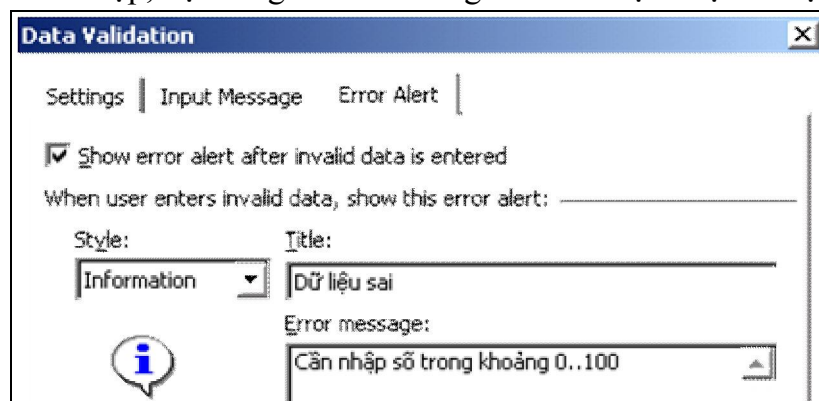 Data Validation
Settings Input Message Error Alert
Show error alert after invalid data is entered
When user enters invalid data, show this error alert:
Style: Title:
Information Dữ liệu sai
Error message:
Cần nhập số trong khoảng 0..100